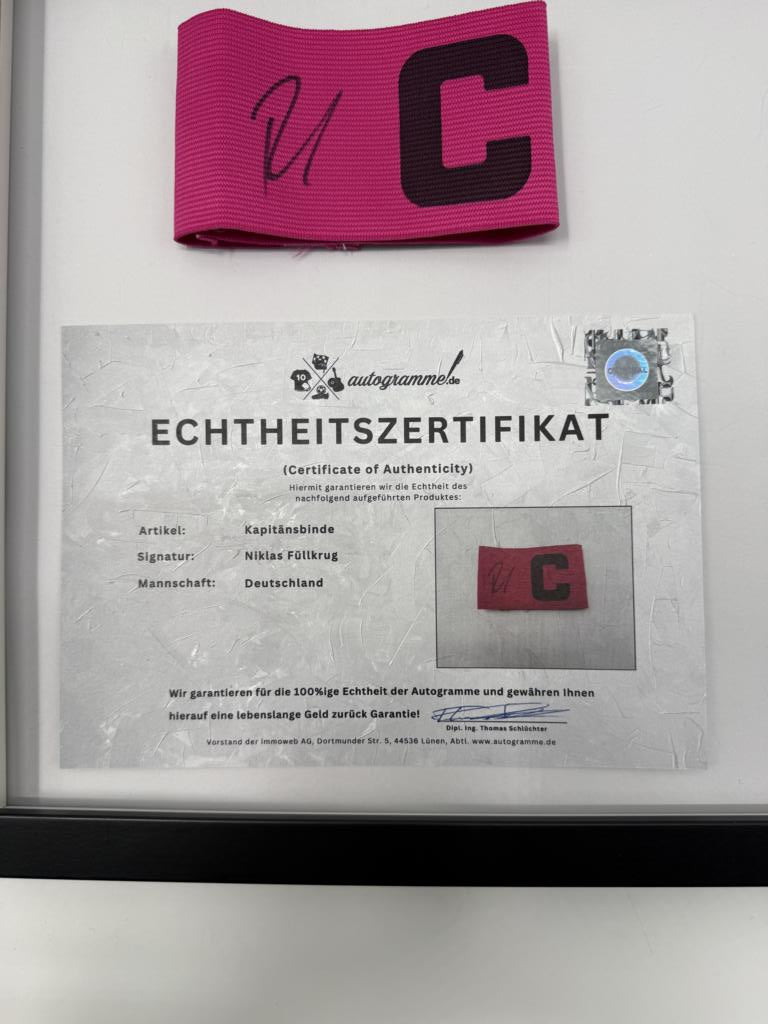 C
10
autogramme!.de
ORIGINAL
ECHTHEITSZERTIFIKAT
(Certificate of Authenticity)
Hiermit garantieren wir die Echtheit des
nachfolgend aufgeführten Produktes:
Artikel: Kapitänsbinde
Signatur: Niklas Füllkrug
Mannschaft: Deutschland
C
Wir garantieren für die 100%ige Echtheit der Autogramme und gewähren Ihnen
hierauf eine lebenslange Geld zurück Garantie!
Dipl. Ing. Thomas Schlüchter
Vorstand der immoweb AG, Dortmunder Str. 5, 44536 Lünen, Abtl. www.autogramme.de